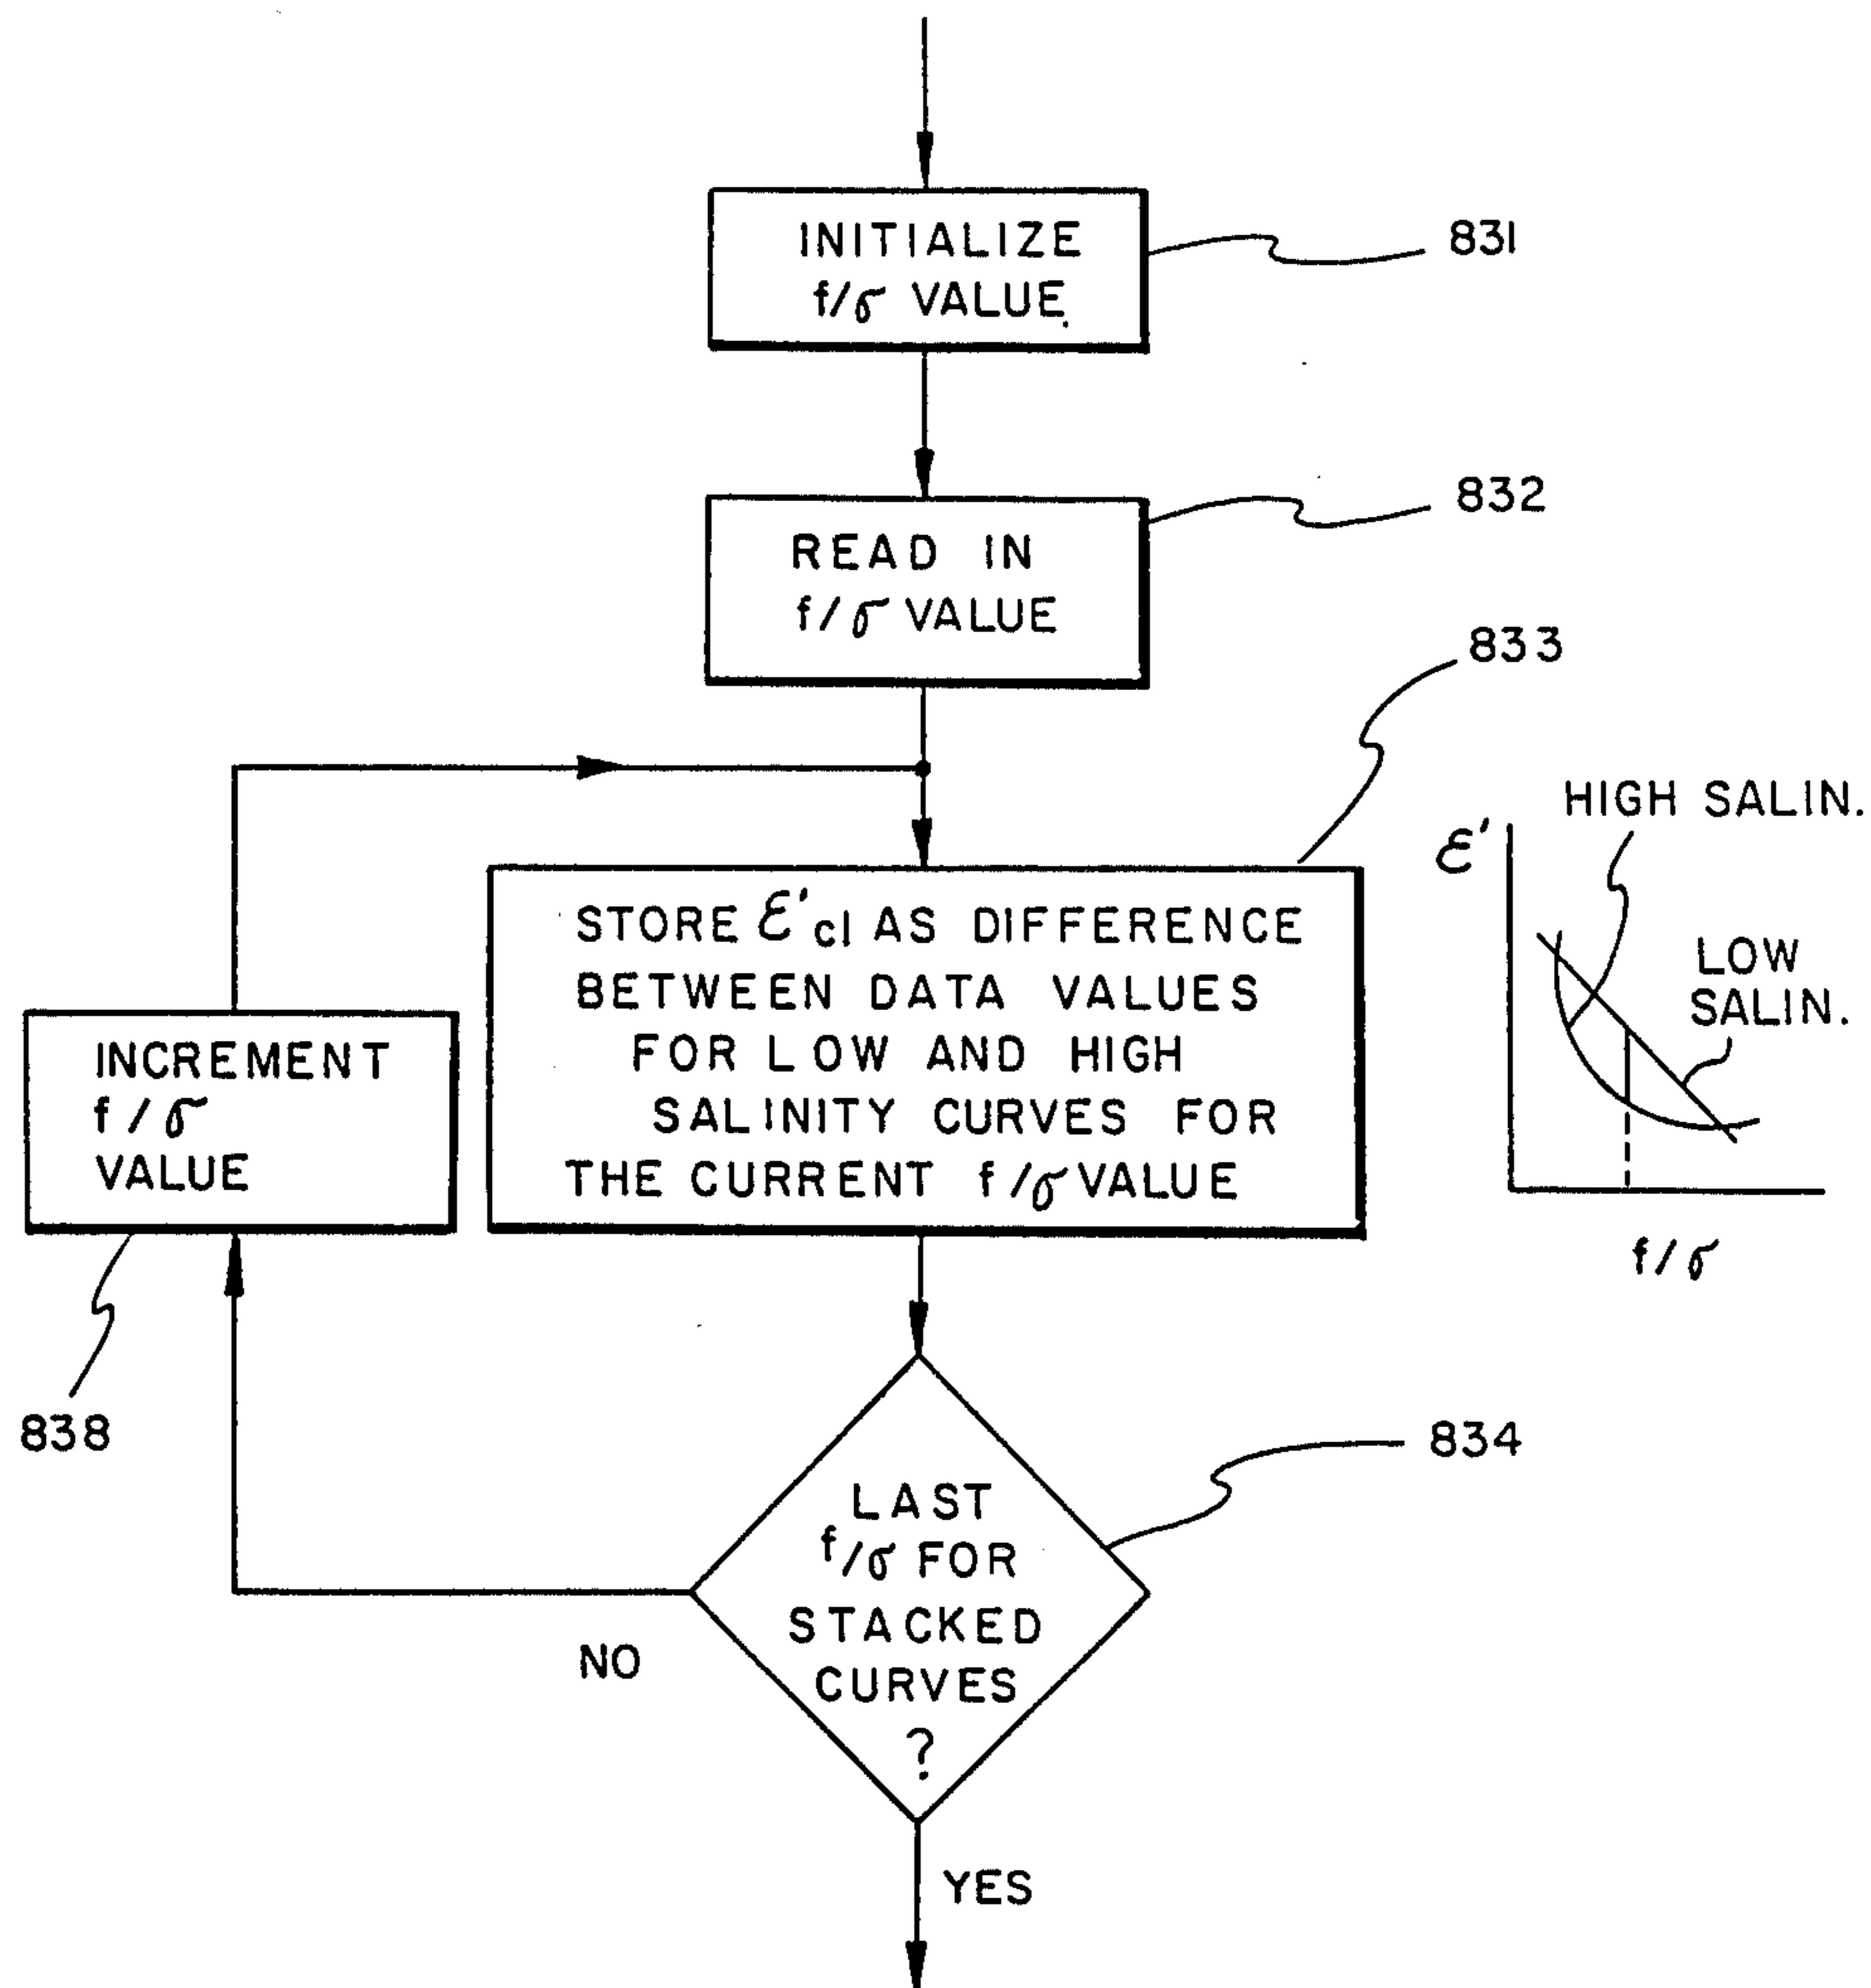 INITIALIZE
f/σ VALUE.
831
READ IN
f/σ VALUE
832
833
STORE ε'cl AS DIFFERENCE
BETWEEN DATA VALUES
FOR LOW AND HIGH
SALINITY CURVES FOR
THE CURRENT f/σ VALUE
HIGH SALIN.
ε'
LOW
SALIN.
f/σ
INCREMENT
f/σ
VALUE
838
834
LAST
f/σ FOR
STACKED
CURVES
?
NO
YES